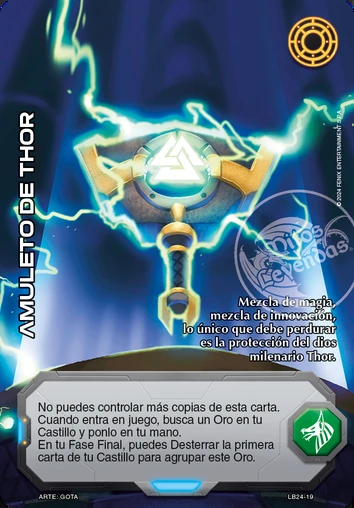 AMULETO DE THOR
© 2024 FENIX ENTERTAINMENT S.P.A.
Mitos y Leyendas
Mezcla de magia,
mezcla de innovación,
lo único que debe perdurar
es la protección del dios
milenario Thor.
No puedes controlar más copias de esta carta.
Cuando entra en juego, busca un Oro en tu
Castillo y ponlo en tu mano.
En tu Fase Final, puedes Desterrar la primera
carta de tu Castillo para agrupar este Oro.
ARTE: GOTA
LB24-19